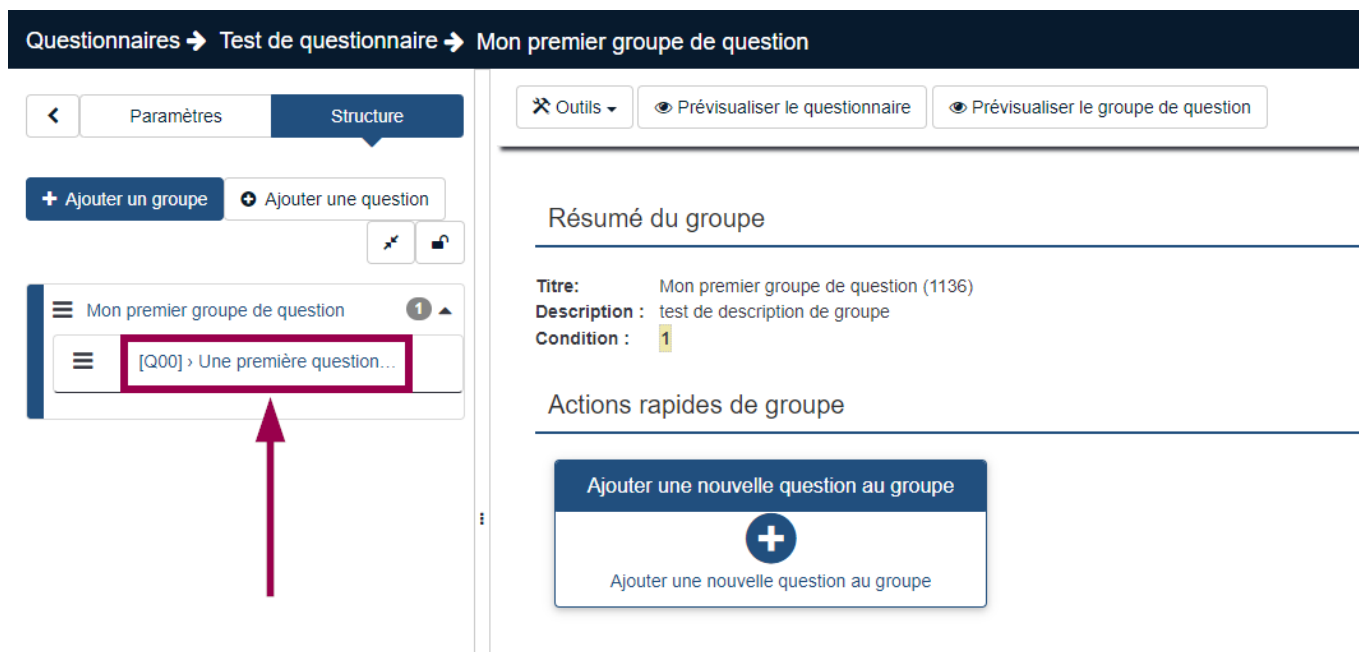 Questionnaires → Test de questionnaire → Mon premier groupe de question
Paramètres
Structure
Outils
Prévisualiser le questionnaire
Prévisualiser le groupe de question
+ Ajouter un groupe
Ajouter une question
Mon premier groupe de question
1
[Q00] › Une première question...
Résumé du groupe
Titre: Mon premier groupe de question (1136)
Description : test de description de groupe
Condition : 1
Actions rapides de groupe
Ajouter une nouvelle question au groupe
Ajouter une nouvelle question au groupe